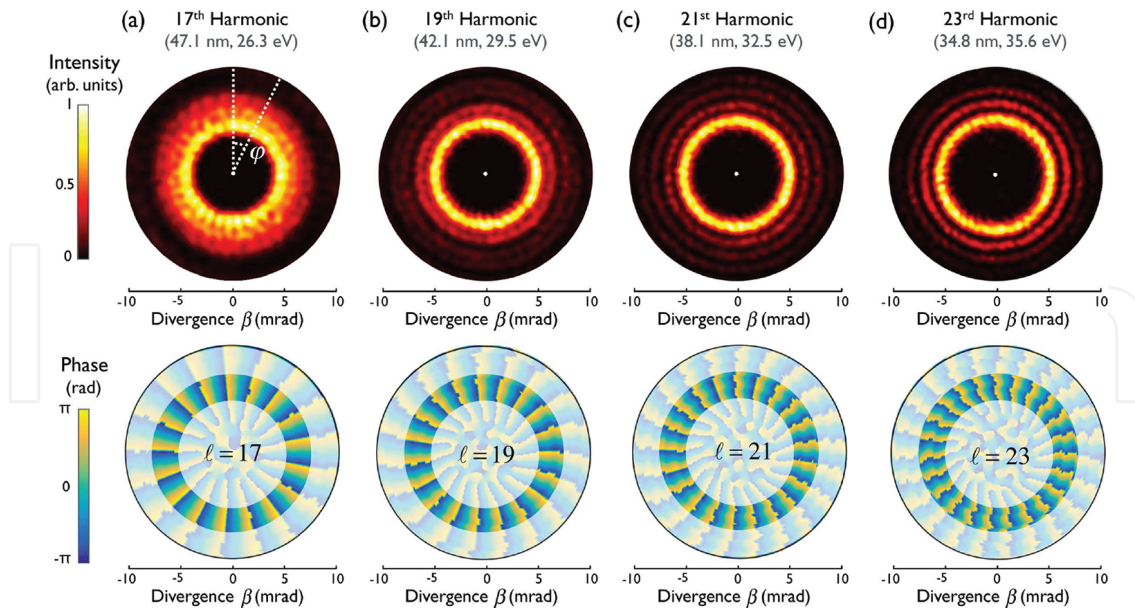 (a) 17th Harmonic
(47.1 nm, 26.3 eV)
(b) 19th Harmonic
(42.1 nm, 29.5 eV)
(c) 21st Harmonic
(38.1 nm, 32.5 eV)
(d) 23rd Harmonic
(34.8 nm, 35.6 eV)
Intensity
(arb. units)
1
0.5
0
φ
-10 -5 0 5 10
Divergence β (mrad)
-10 -5 0 5 10
Divergence β (mrad)
-10 -5 0 5 10
Divergence β (mrad)
-10 -5 0 5 10
Divergence β (mrad)
Phase
(rad)
π
0
-π
ℓ = 17
ℓ = 19
ℓ = 21
ℓ = 23
-10 -5 0 5 10
Divergence β (mrad)
-10 -5 0 5 10
Divergence β (mrad)
-10 -5 0 5 10
Divergence β (mrad)
-10 -5 0 5 10
Divergence β (mrad)